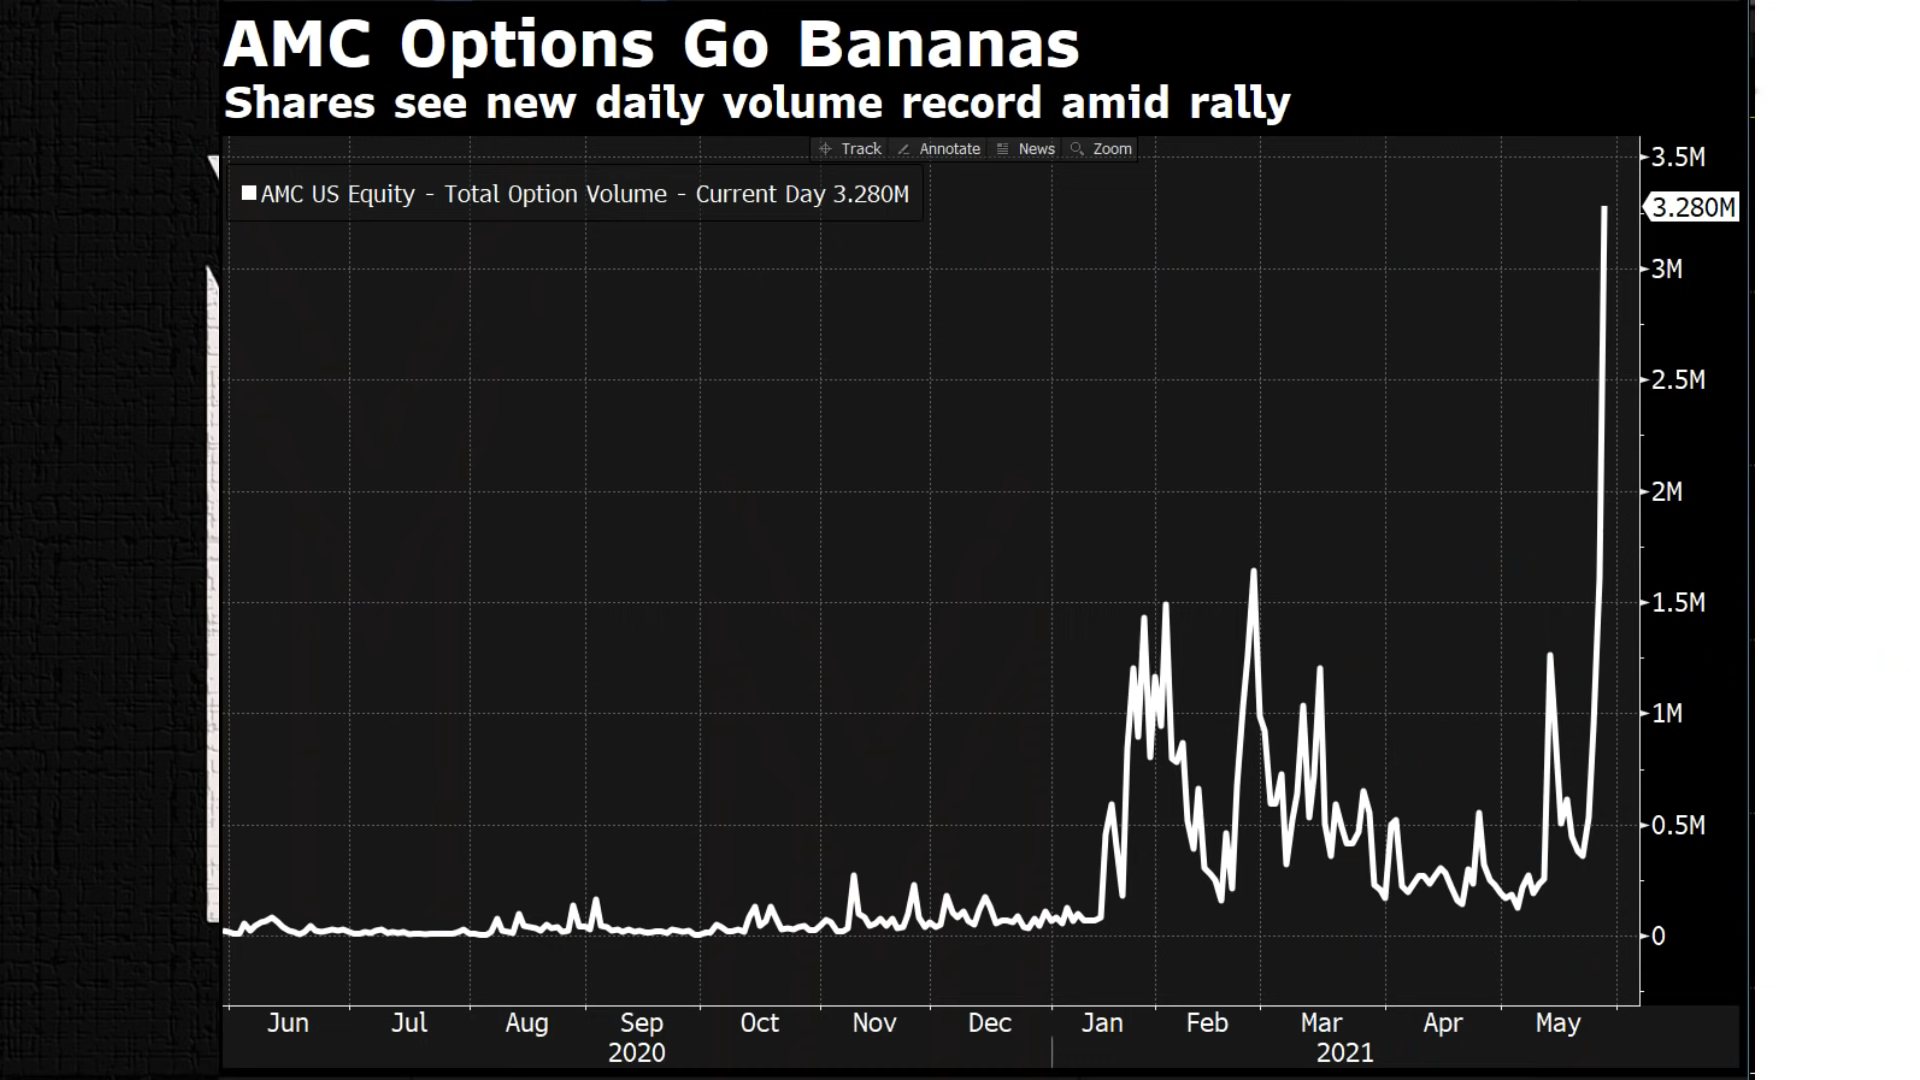 AMC Options Go Bananas
Shares see new daily volume record amid rally
Track Annotate News Zoom
AMC US Equity - Total Option Volume - Current Day 3.280M
3.5M
3.280M
3M
2.5M
2M
1.5M
1M
0.5M
0
Jun Jul Aug Sep Oct Nov Dec Jan Feb Mar Apr May
2020 2021